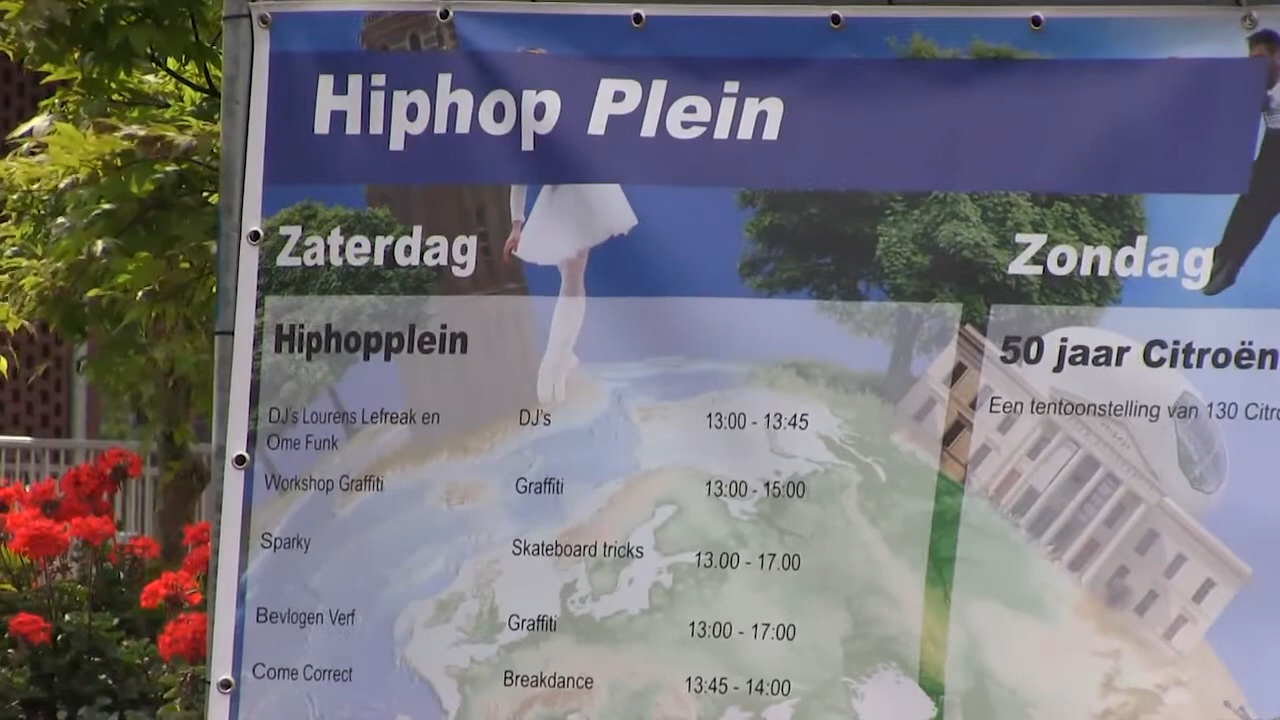 Hiphop Plein
Zaterdag
Zondag
Hiphopplein
50 jaar Citroën
Een tentoonstelling van 130
DJ's Lourens Lefreak en DJ's 13:00 - 13:45
Ome Funk
Workshop Graffiti Graffiti 13:00 - 15:00
Sparky Skateboard tricks 13.00 - 17.00
Bevlogen Verf Graffiti 13:00 - 17:00
Come Correct Breakdance 13:45 - 14:00